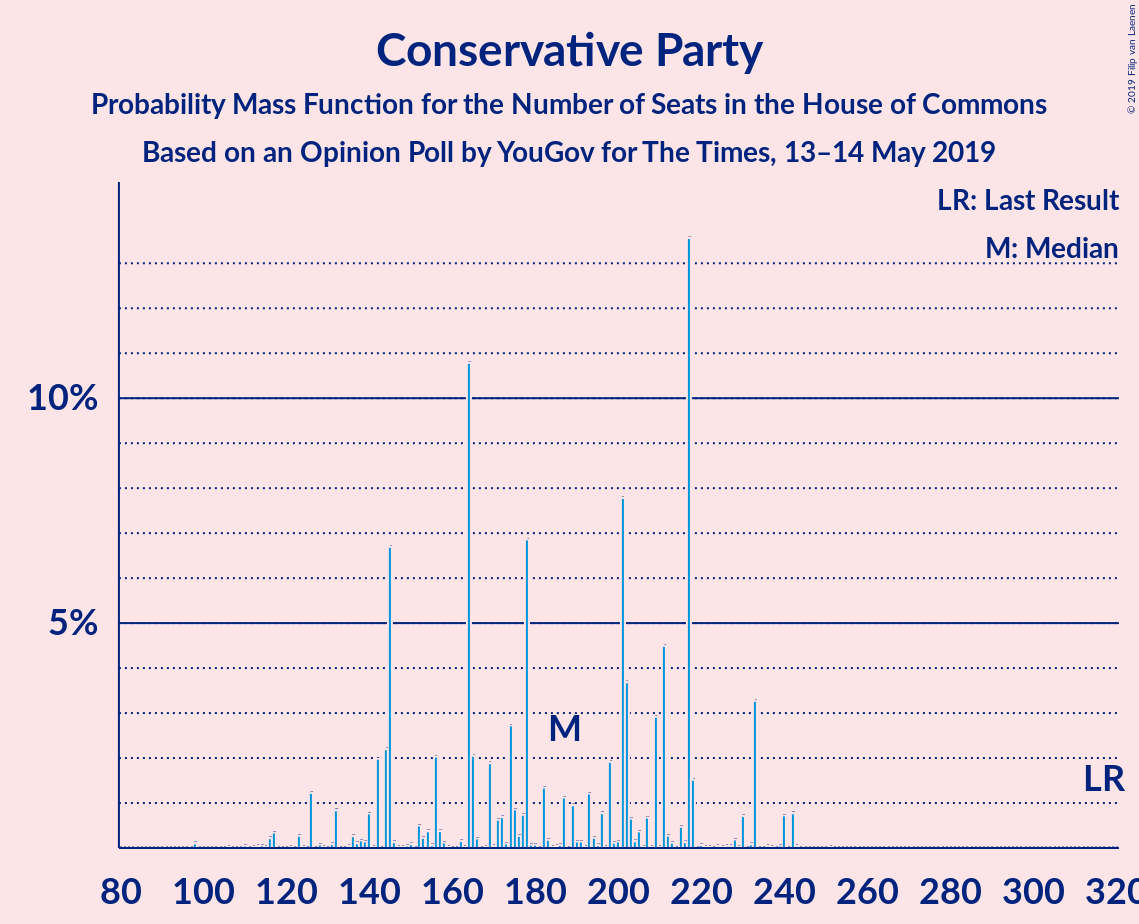 Conservative Party
Probability Mass Function for the Number of Seats in the House of Commons
Based on an Opinion Poll by YouGov for The Times, 13–14 May 2019
© 2019 Filip van Laenen
LR: Last Result
M: Median
10%
5%
M
LR
80 100 120 140 160 180 200 220 240 260 280 300 320